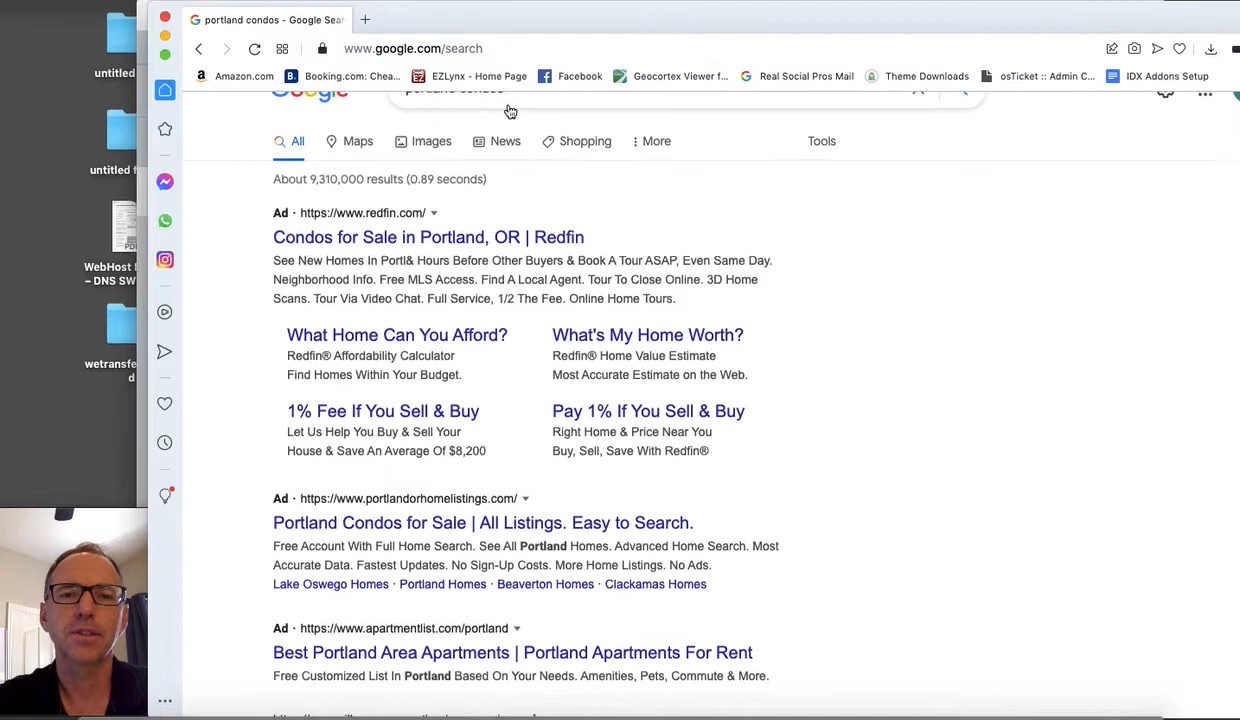 untitled
untitled f
WebHost
– DNS SW
wetransfe
d
portland condos - Google Sear
www.google.com/search
Amazon.com
Booking.com: Chea...
EZLynx - Home Page
Facebook
Geocortex Viewer f...
Real Social Pros Mail
Theme Downloads
osTicket :: Admin C...
IDX Addons Setup
Google
portland condos
All
Maps
Images
News
Shopping
More
Tools
About 9,310,000 results (0.89 seconds)
Ad · https://www.redfin.com/
Condos for Sale in Portland, OR | Redfin
See New Homes In Portl& Hours Before Other Buyers & Book A Tour ASAP, Even Same Day.
Neighborhood Info. Free MLS Access. Find A Local Agent. Tour To Close Online. 3D Home
Scans. Tour Via Video Chat. Full Service, 1/2 The Fee. Online Home Tours.
What Home Can You Afford?
Redfin® Affordability Calculator
Find Homes Within Your Budget.
What's My Home Worth?
Redfin® Home Value Estimate
Most Accurate Estimate on the Web.
1% Fee If You Sell & Buy
Let Us Help You Buy & Sell Your
House & Save An Average Of $8,200
Pay 1% If You Sell & Buy
Right Home & Price Near You
Buy, Sell, Save With Redfin®
Ad · https://www.portlandorhomelistings.com/
Portland Condos for Sale | All Listings. Easy to Search.
Free Account With Full Home Search. See All Portland Homes. Advanced Home Search. Most
Accurate Data. Fastest Updates. No Sign-Up Costs. More Home Listings. No Ads.
Lake Oswego Homes · Portland Homes · Beaverton Homes · Clackamas Homes
Ad · https://www.apartmentlist.com/portland
Best Portland Area Apartments | Portland Apartments For Rent
Free Customized List In Portland Based On Your Needs. Amenities, Pets, Commute & More.